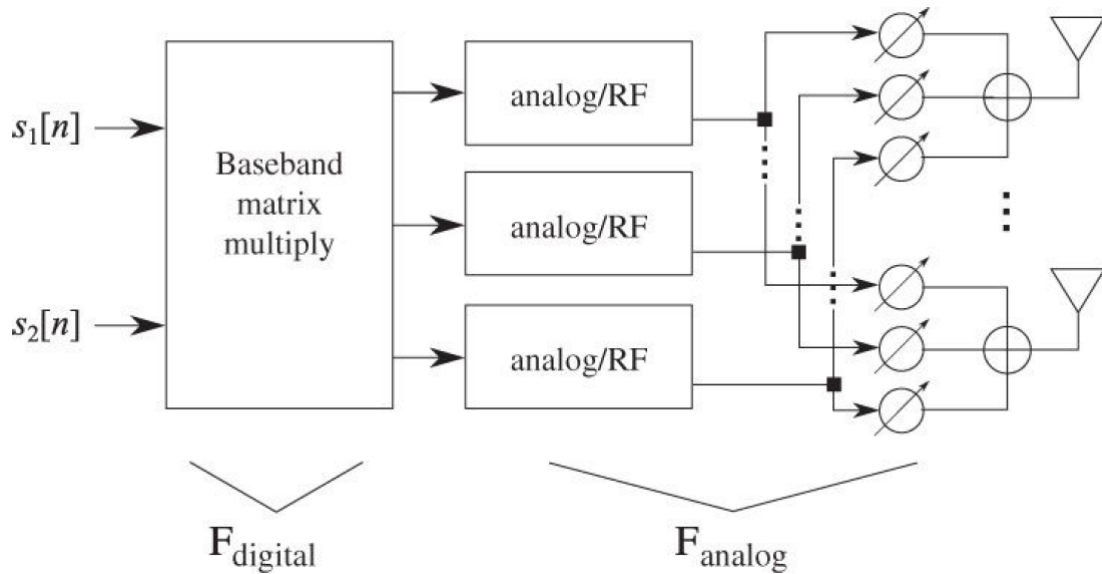 s₁[n]
s₂[n]
Baseband
matrix
multiply
analog/RF
analog/RF
analog/RF
F_digital
F_analog